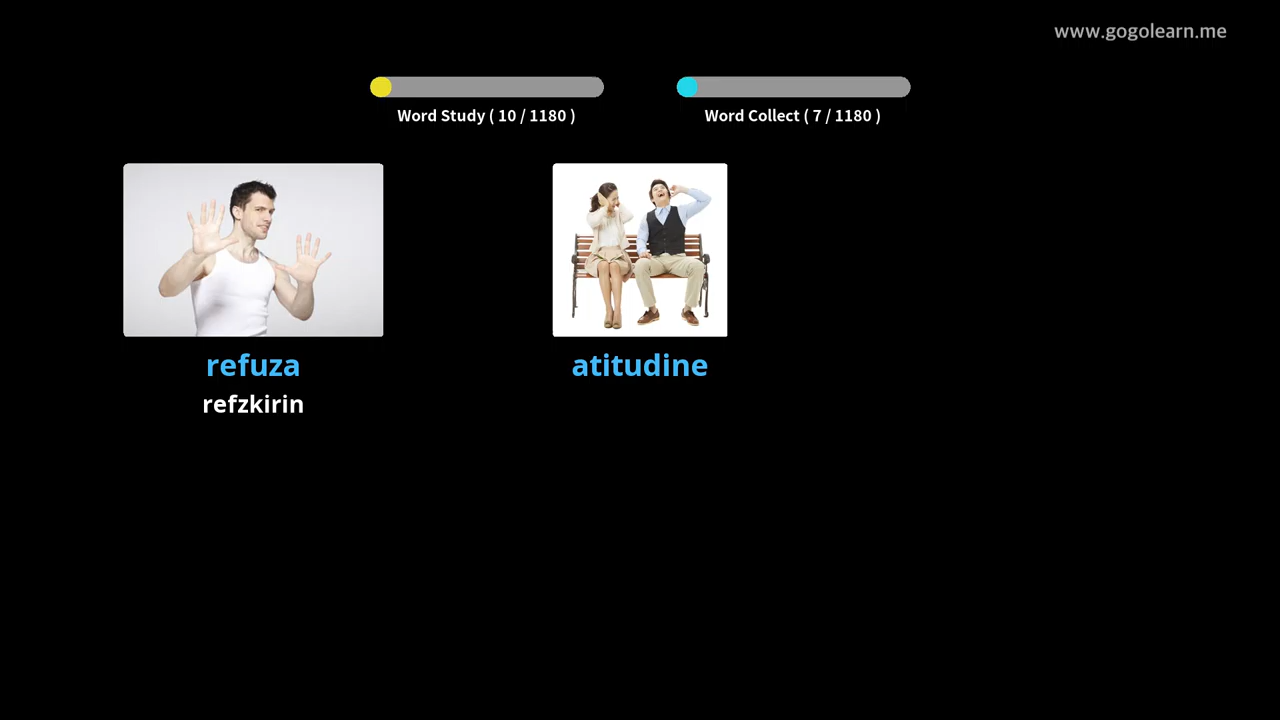 www.gogolearn.me
Word Study ( 10 / 1180 )
Word Collect ( 7 / 1180 )
refuza
atitudine
refzkirin